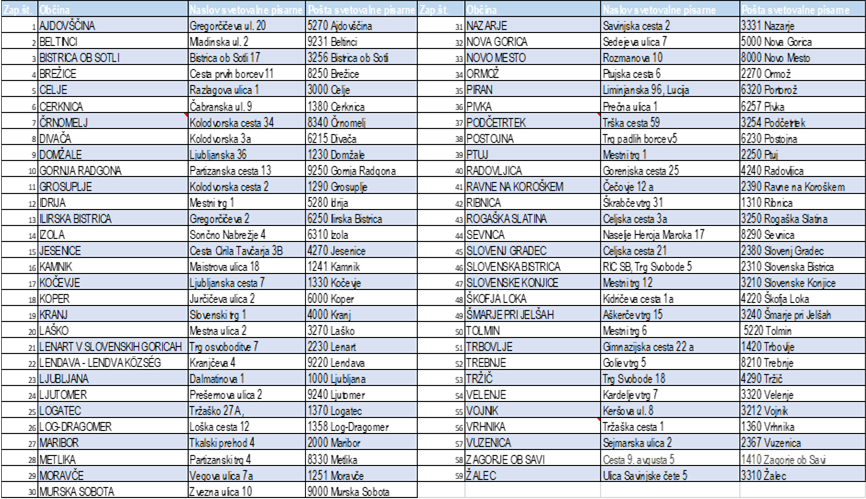 Zap.št. Občina Naslov svetovalne pisarne Pošta svetovalne pisarne Zap.št. Občina Naslov svetovalne pisarne Pošta svetovalne pisarne
1 AJDOVŠČINA Gregorčičeva ul. 20 5270 Ajdovščina 31 NAZARJE Savinjska cesta 2 3331 Nazarje
2 BELTINCI Mladinska ul. 2 9231 Beltinci 32 NOVA GORICA Sedejeva ulica 7 5000 Nova Gorica
3 BISTRICA OB SOTLI Bistrica ob Sotli 17 3256 Bistrica ob Sotli 33 NOVO MESTO Rozmanova 10 8000 Novo Mesto
4 BREŽICE Cesta prvih borcev 11 8250 Brežice 34 ORMOŽ Ptujska cesta 6 2270 Ormož
5 CELJE Razlagova ulica 1 3000 Celje 35 PIRAN Liminjanska 96, Lucija 6320 Portorož
6 CERKNICA Čabranska ul. 9 1380 Cerknica 36 PIVKA Prečna ulica 1 6257 Pivka
7 ČRNOMELJ Kolodvorska cesta 34 8340 Črnomelj 37 PODČETRTEK Trška cesta 59 3254 Podčetrtek
8 DIVAČA Kolodvorska 3a 6215 Divača 38 POSTOJNA Trg padlih borcev 5 6230 Postojna
9 DOMŽALE Ljubljanska 36 1230 Domžale 39 PTUJ Mestni trg 1 2250 Ptuj
10 GORNJA RADGONA Partizanska cesta 13 9250 Gornja Radgona 40 RADOVLJICA Gorenjska cesta 25 4240 Radovljica
11 GROSUPLJE Kolodvorska cesta 2 1290 Grosuplje 41 RAVNE NA KOROŠKEM Čečovje 12 a 2390 Ravne na Koroškem
12 IDRIJA Mestni trg 1 5280 Idrija 42 RIBNICA Škrabčev trg 31 1310 Ribnica
13 ILIRSKA BISTRICA Gregorčičeva 2 6250 Ilirska Bistrica 43 ROGAŠKA SLATINA Celjska cesta 3a 3250 Rogaška Slatina
14 IZOLA Sončno Nabrežje 4 6310 Izola 44 SEVNICA Naselje Heroja Maroka 17 8290 Sevnica
15 JESENICE Cesta Cirila Tavčarja 3B 4270 Jesenice 45 SLOVENJ GRADEC Celjska cesta 21 2380 Slovenj Gradec
16 KAMNIK Maistrova ulica 18 1241 Kamnik 46 SLOVENSKA BISTRICA RIC SB, Trg Svobode 5 2310 Slovenska Bistrica
17 KOČEVJE Ljubljanska cesta 7 1330 Kočevje 47 SLOVENSKE KONJICE Mestni trg 12 3210 Slovenske Konjice
18 KOPER Jurčičeva ulica 2 6000 Koper 48 ŠKOFJA LOKA Kidričeva cesta 1a 4220 Škofja Loka
19 KRANJ Slovenski trg 1 4000 Kranj 49 ŠMARJE PRI JELŠAH Aškerčev trg 15 3240 Šmarje pri Jelšah
20 LAŠKO Mestna ulica 2 3270 Laško 50 TOLMIN Mestni trg 6 5220 Tolmin
21 LENART V SLOVENSKIH GORICAH Trg osvoboditve 7 2230 Lenart 51 TRBOVLJE Gimnazijska cesta 22 a 1420 Trbovlje
22 LENDAVA - LENDVA KÖZSÉG Kranjčeva 4 9220 Lendava 52 TREBNJE Goliev trg 5 8210 Trebnje
23 LJUBLJANA Dalmatinova 1 1000 Ljubljana 53 TRŽIČ Trg Svobode 18 4290 Tržič
24 LJUTOMER Prešernova ulica 2 9240 Ljutomer 54 VELENJE Kardeljev trg 7 3320 Velenje
25 LOGATEC Tržaško 27A, 1370 Logatec 55 VOJNIK Keršova ul. 8 3212 Vojnik
26 LOG-DRAGOMER Loška cesta 12 1358 Log-Dragomer 56 VRHNIKA Tržaška cesta 1 1360 Vrhnika
27 MARIBOR Tkalski prehod 4 2000 Maribor 57 VUZENICA Sejmarska ulica 2 2367 Vuzenica
28 METLIKA Partizanski trg 4 8330 Metlika 58 ZAGORJE OB SAVI Cesta 9. avgusta 5 1410 Zagorje ob Savi
29 MORAVČE Vegova ulica 7a 1251 Moravče 59 ŽALEC Ulica Savinjske čete 5 3310 Žalec
30 MURSKA SOBOTA Zvezna ulica 10 9000 Murska Sobota